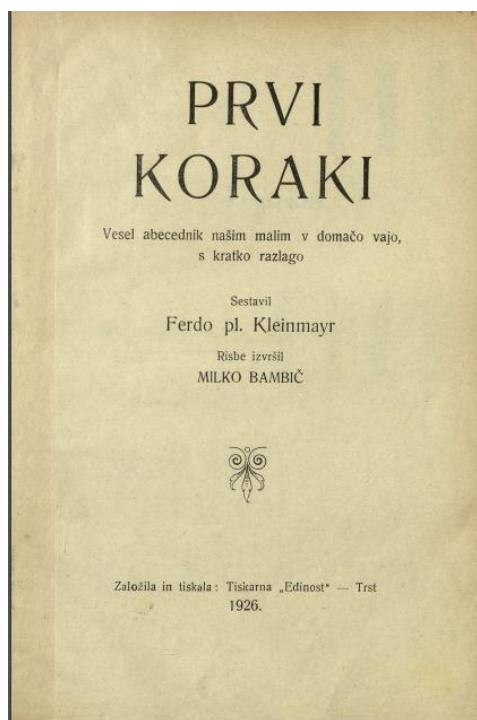 PRVI
KORAKI
Vesel abecednik našim malim v domačo vajo,
s kratko razlago
Sestavil
Ferdo pl. Kleinmayr
Risbe izvršil
MILKO BAMBIČ
Založila in tiskala: Tiskarna „Edinost“ — Trst
1926.